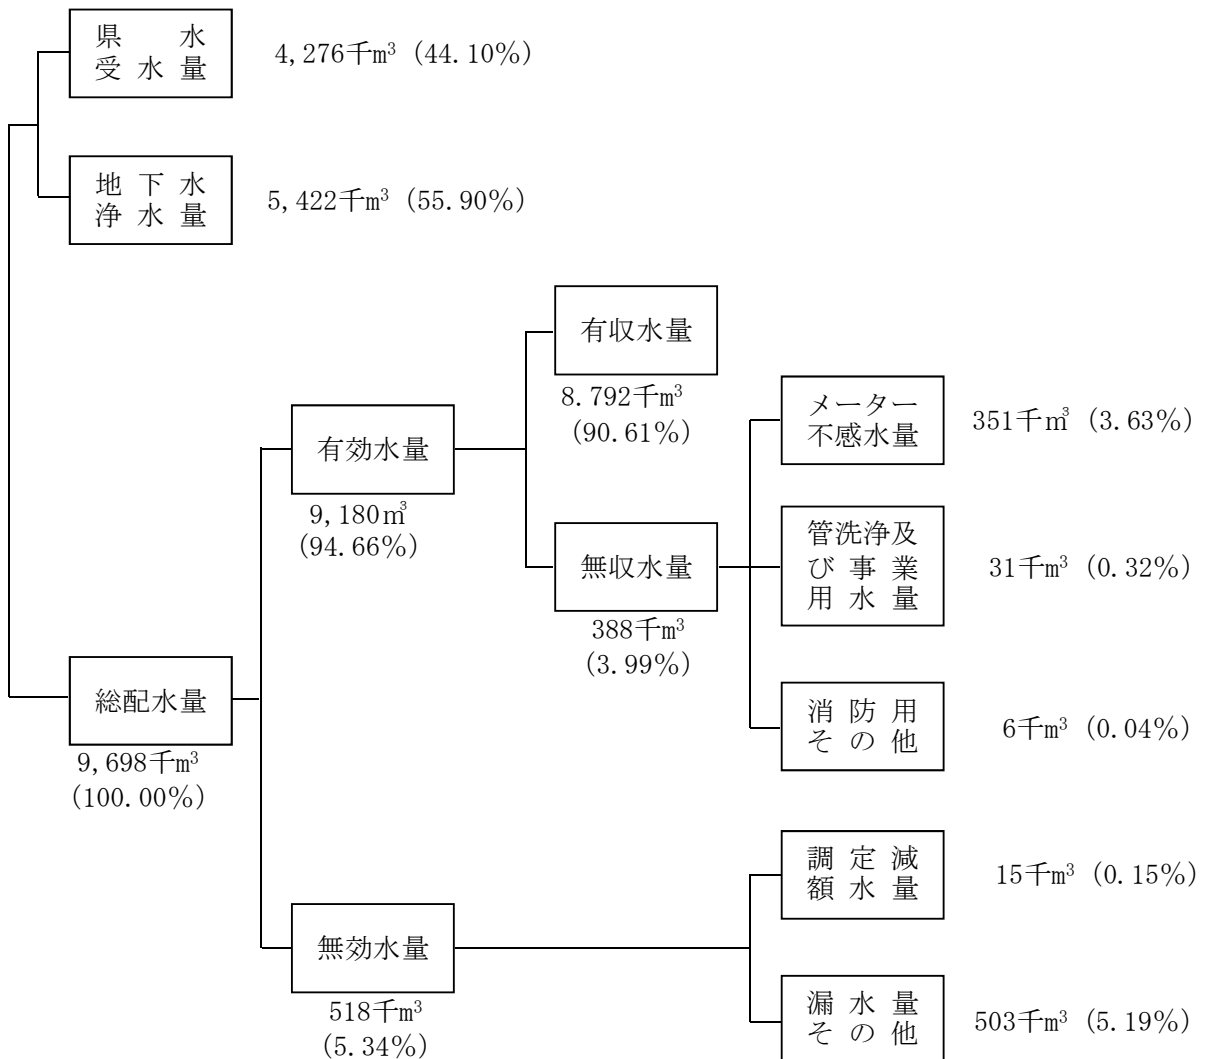 県　　水
受 水 量
4,276千m³ (44.10%)
地 下 水
浄 水 量
5,422千m³ (55.90%)
有収水量
8.792千m³
(90.61%)
メーター
不感水量
351千㎥ (3.63%)
有効水量
9,180㎥
(94.66%)
管洗浄及
び 事 業
用 水 量
31千m³ (0.32%)
無収水量
388千m³
(3.99%)
総配水量
9,698千m³
(100.00%)
消 防 用
そ の 他
6千m³ (0.04%)
調 定 減
額 水 量
15千m³ (0.15%)
無効水量
518千m³
(5.34%)
漏 水 量
そ の 他
503千m³ (5.19%)